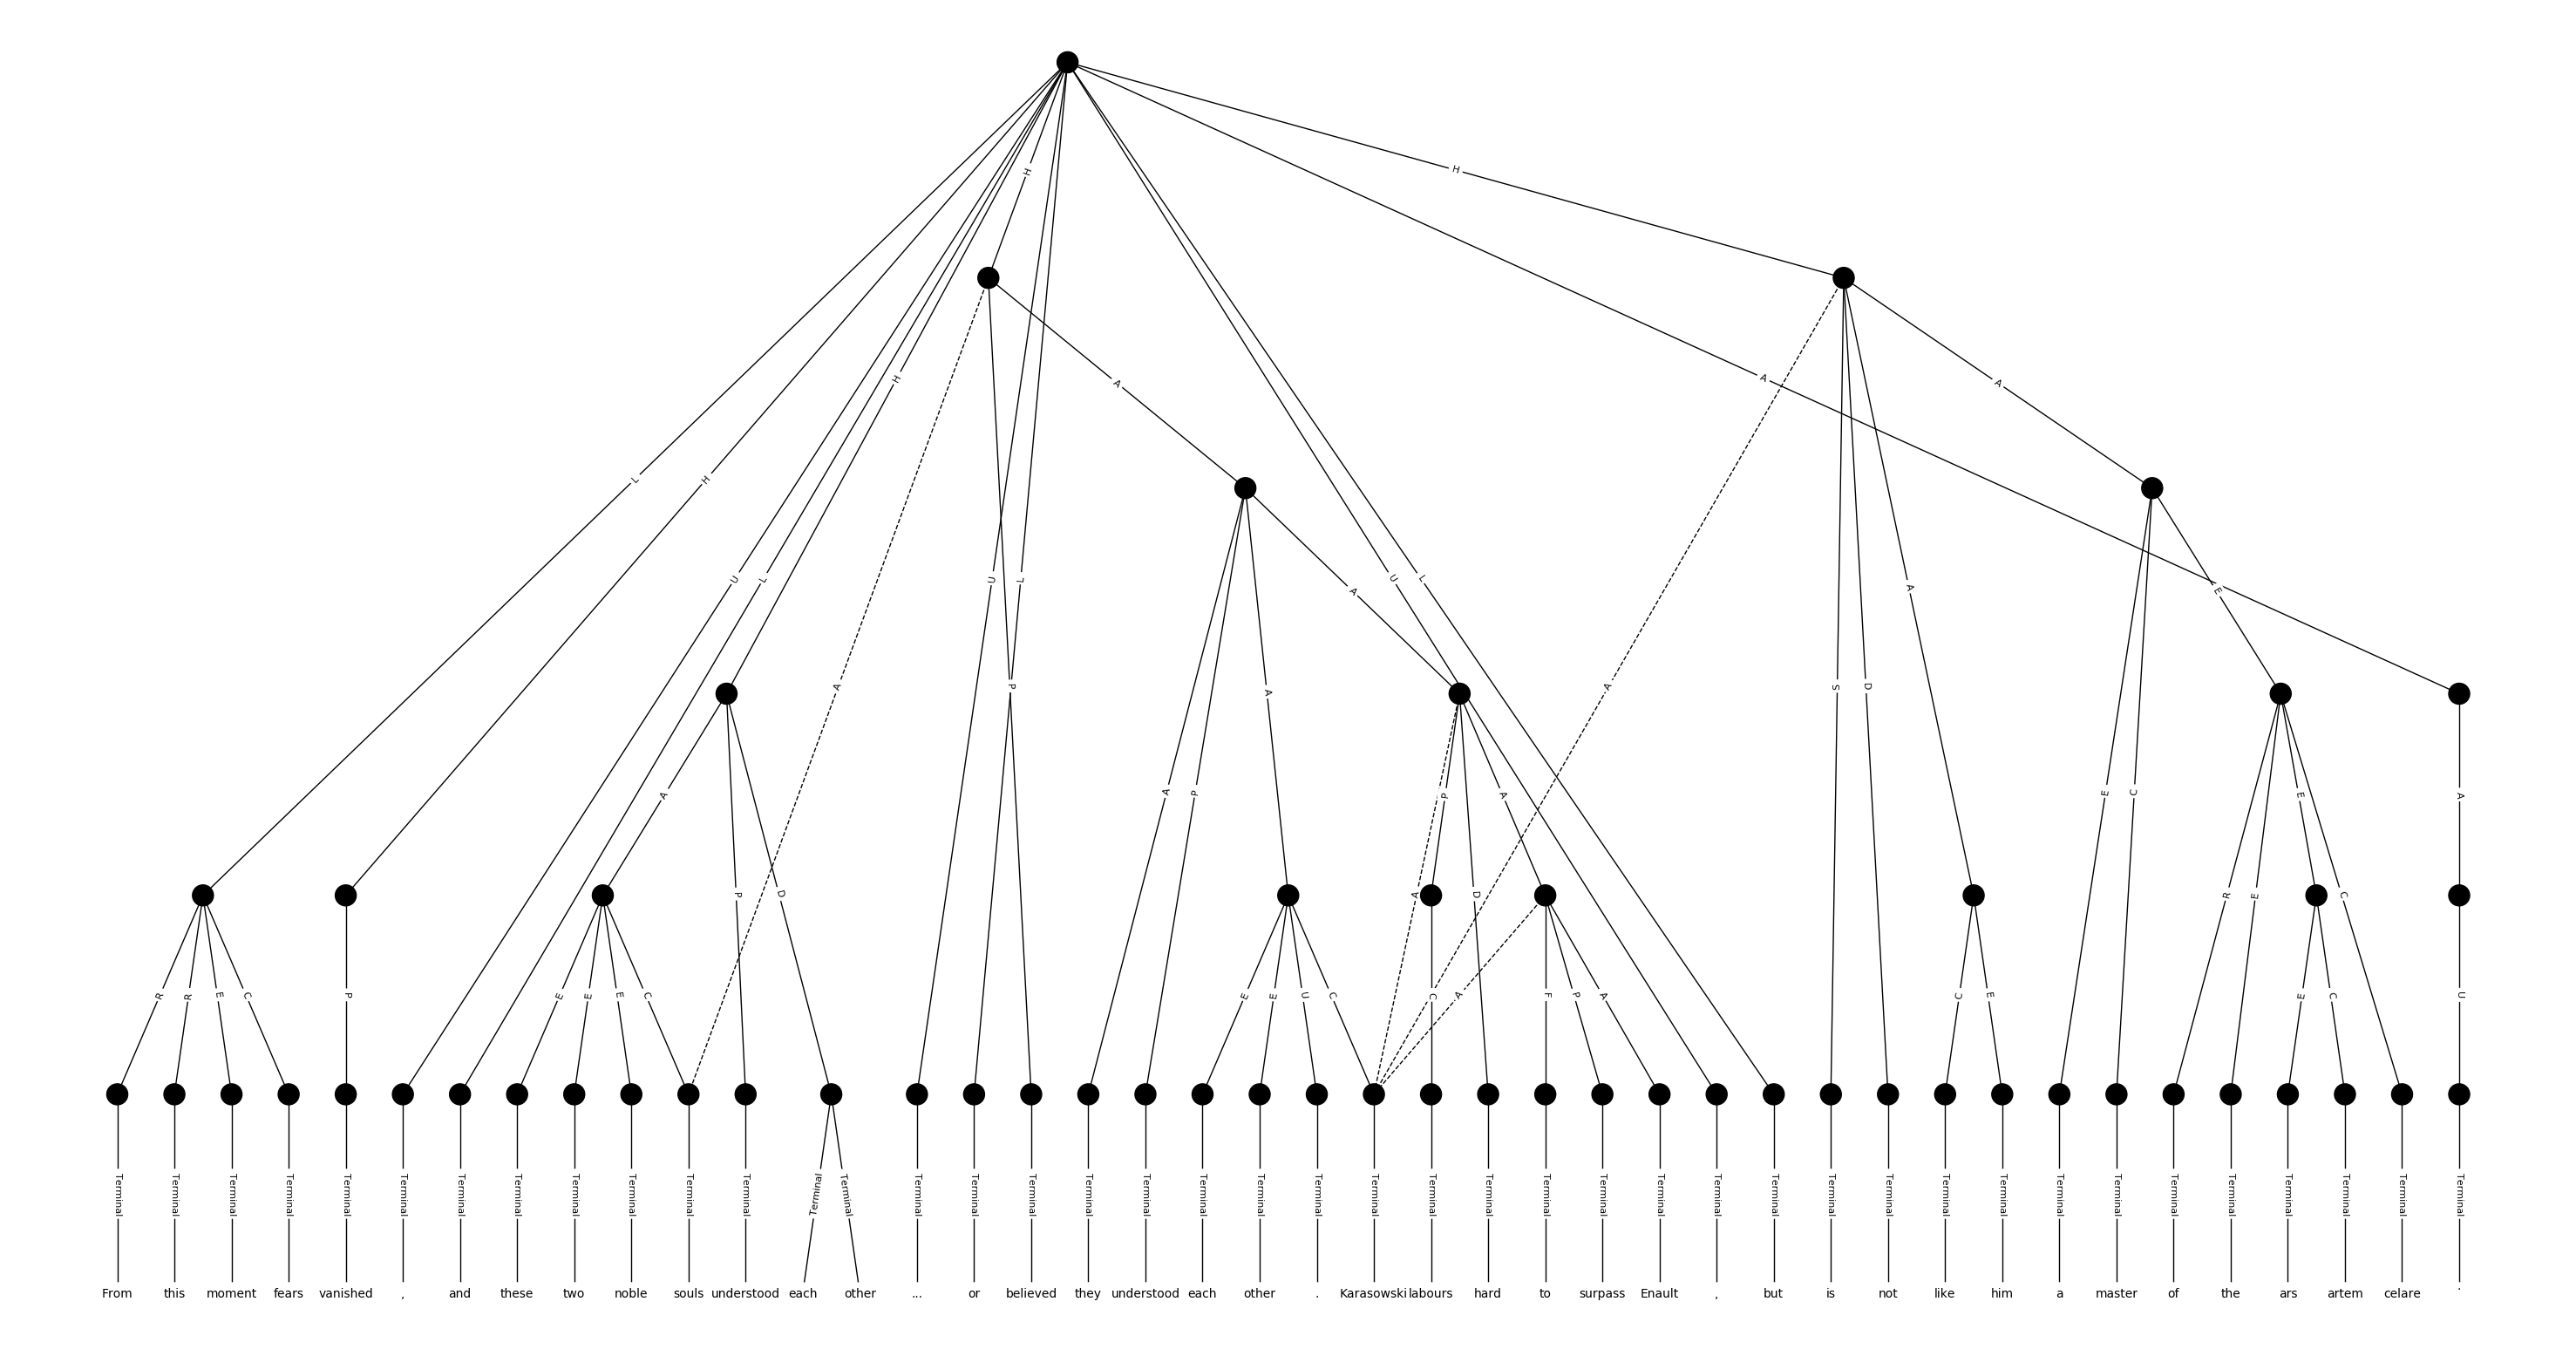 H
H
H
A
A
A
L
H
U
L
H
U
L
A
U
L
A
E
A
A
P
A
A
S
D
A
P
D
A
P
P
D
A
E
C
R
E
E
C
A
R
R
E
C
P
E
E
E
C
E
E
U
C
C
A
F
P
A
C
E
E
C
U
Terminal Terminal Terminal Terminal Terminal Terminal Terminal Terminal Terminal Terminal Terminal Terminal Terminal Terminal Terminal Terminal Terminal Terminal Terminal Terminal Terminal Terminal Terminal Terminal Terminal Terminal Terminal Terminal Terminal Terminal Terminal Terminal Terminal Terminal Terminal Terminal Terminal Terminal Terminal Terminal Terminal Terminal
From this moment fears vanished , and these two noble souls understood each other ... or believed they understood each other . Karasowski labours hard to surpass Enault , but is not like him a master of the ars artem celare .